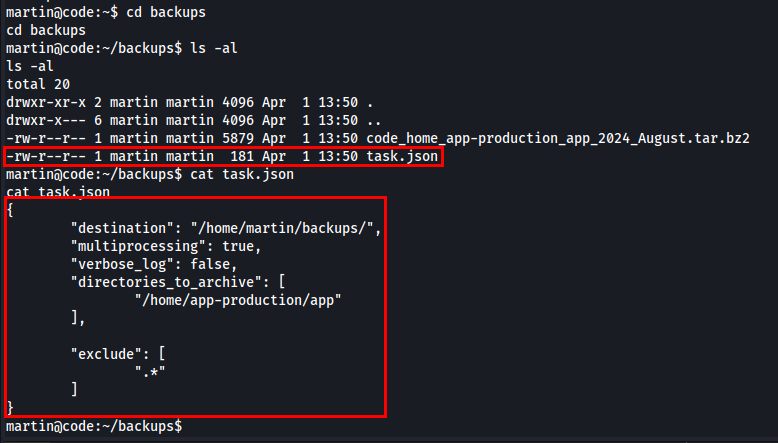 martin@code:~$ cd backups
cd backups
martin@code:~/backups$ ls -al
ls -al
total 20
drwxr-xr-x 2 martin martin 4096 Apr  1 13:50 .
drwxr-x--- 6 martin martin 4096 Apr  1 13:50 ..
-rw-r--r-- 1 martin martin 5879 Apr  1 13:50 code_home_app-production_app_2024_August.tar.bz2
-rw-r--r-- 1 martin martin  181 Apr  1 13:50 task.json
martin@code:~/backups$ cat task.json
cat task.json
{
        "destination": "/home/martin/backups/",
        "multiprocessing": true,
        "verbose_log": false,
        "directories_to_archive": [
                "/home/app-production/app"
        ],

        "exclude": [
                ".*"
        ]
}
martin@code:~/backups$